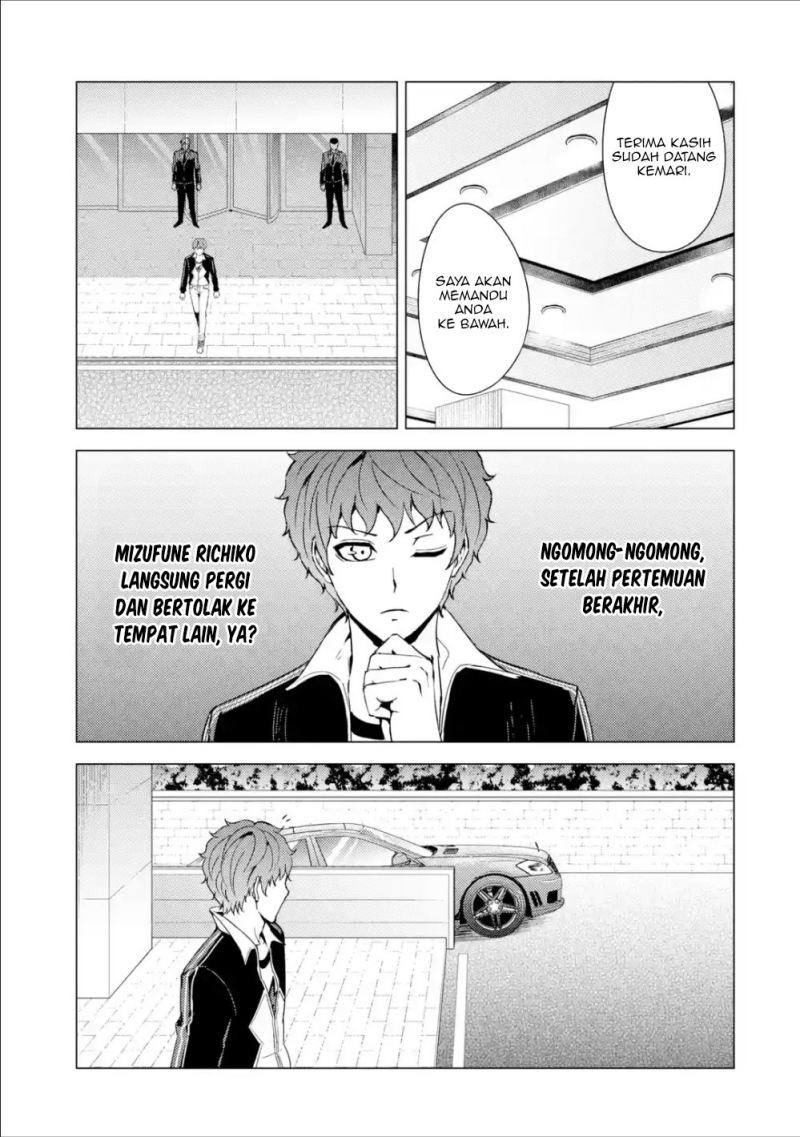 TERIMA KASIH
SUDAH DATANG
KEMARI.
SAYA AKAN
MEMANDU
ANDA
KE BAWAH.
NGOMONG-NGOMONG,
SETELAH PERTEMUAN
BERAKHIR,
MIZUFUNE RICHIKO
LANGSUNG PERGI
DAN BERTOLAK KE
TEMPAT LAIN, YA?